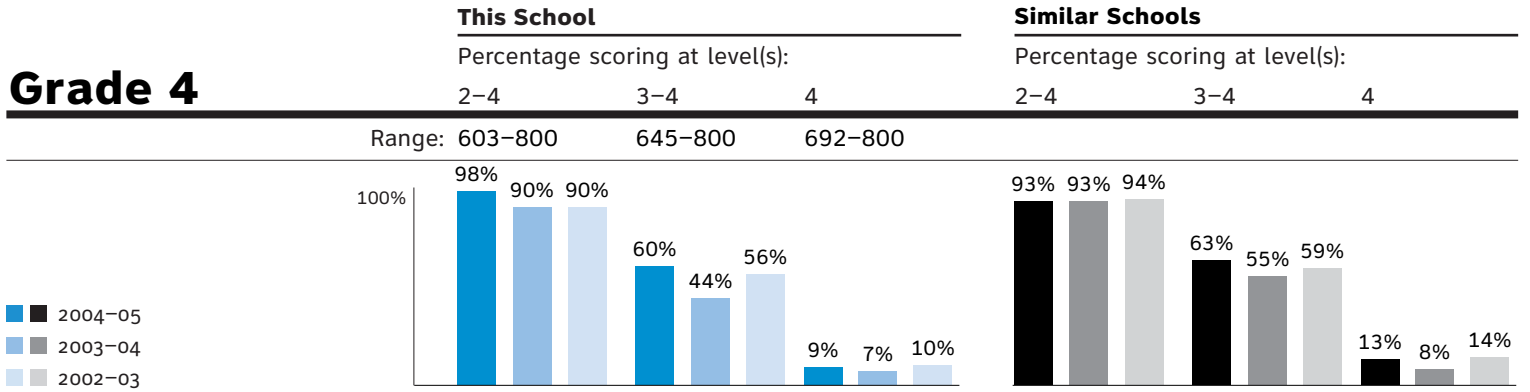 This School Similar Schools
Percentage scoring at level(s): Percentage scoring at level(s):
Grade 4 2–4 3–4 4 2–4 3–4 4
Range: 603–800 645–800 692–800
98% 90% 90% 93% 93% 94%
100%
60% 44% 56% 63% 55% 59%
9% 7% 10% 13% 8% 14%
2004–05
2003–04
2002–03